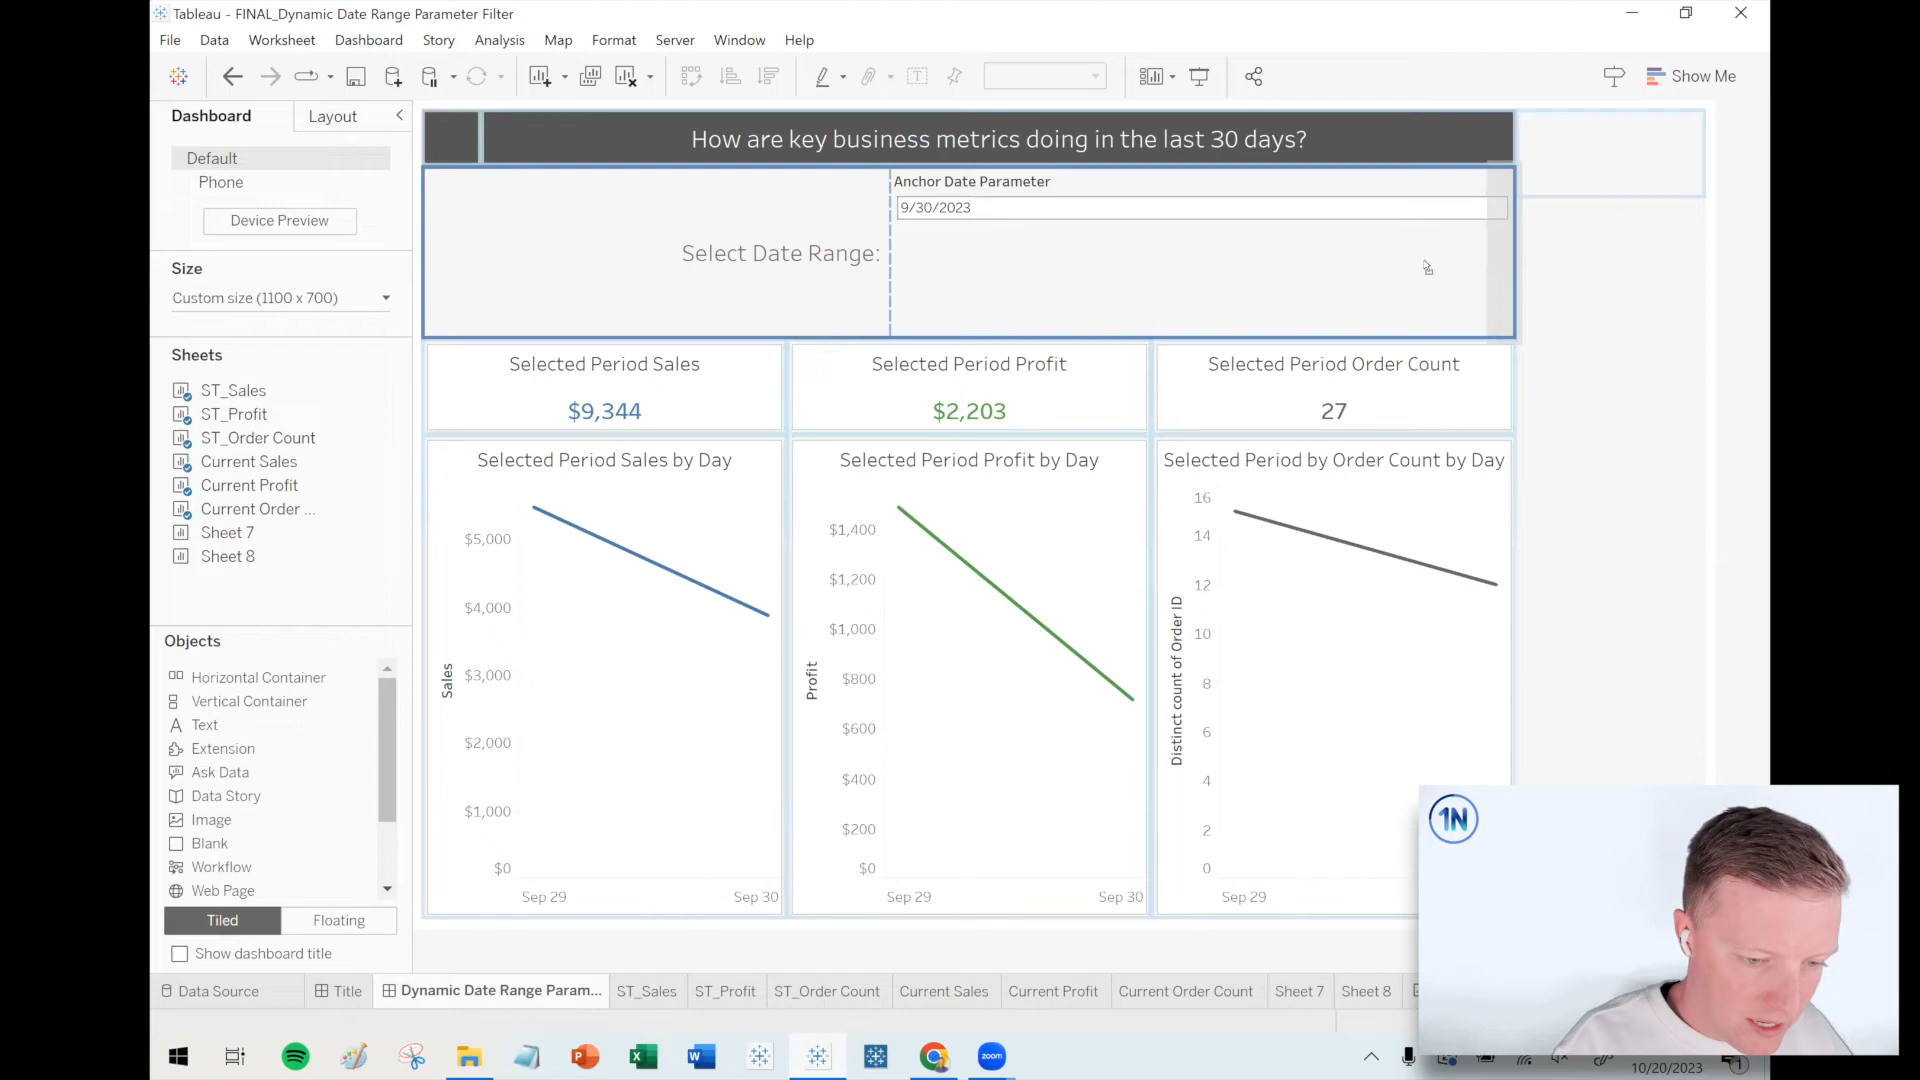 Tableau - FINAL_Dynamic Date Range Parameter Filter
File Data Worksheet Dashboard Story Analysis Map Format Server Window Help
Show Me
Dashboard Layout
Default
Phone
Device Preview
Size
Custom size (1100 x 700)
Sheets
ST_Sales
ST_Profit
ST_Order Count
Current Sales
Current Profit
Current Order ...
Sheet 7
Sheet 8
Objects
Horizontal Container
Vertical Container
Text
Extension
Ask Data
Data Story
Image
Blank
Workflow
Web Page
Tiled Floating
Show dashboard title
How are key business metrics doing in the last 30 days?
Anchor Date Parameter
9/30/2023
Select Date Range:
Selected Period Sales
$9,344
Selected Period Profit
$2,203
Selected Period Order Count
27
Selected Period Sales by Day
Sales
$5,000
$4,000
$3,000
$2,000
$1,000
$0
Sep 29 Sep 30
Selected Period Profit by Day
Profit
$1,400
$1,200
$1,000
$800
$600
$400
$200
$0
Sep 29 Sep 30
Selected Period by Order Count by Day
Distinct count of Order ID
16
14
12
10
8
6
4
2
0
Sep 29
1N
Data Source Title Dynamic Date Range Param... ST_Sales ST_Profit ST_Order Count Current Sales Current Profit Current Order Count Sheet 7 Sheet 8
zoom
10/20/2023
1